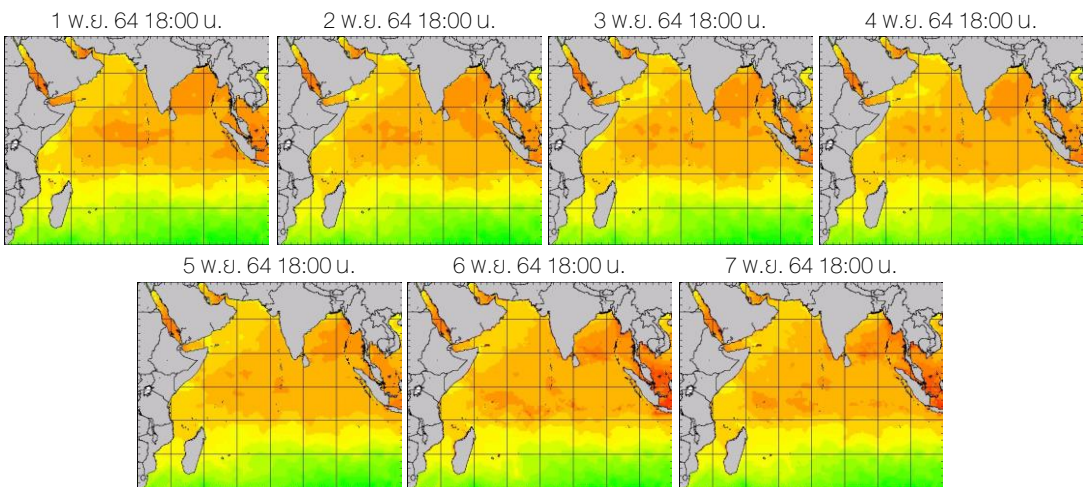 1 พ.ย. 64 18:00 น.
2 พ.ย. 64 18:00 น.
3 พ.ย. 64 18:00 น.
4 พ.ย. 64 18:00 น.
5 พ.ย. 64 18:00 น.
6 พ.ย. 64 18:00 น.
7 พ.ย. 64 18:00 น.